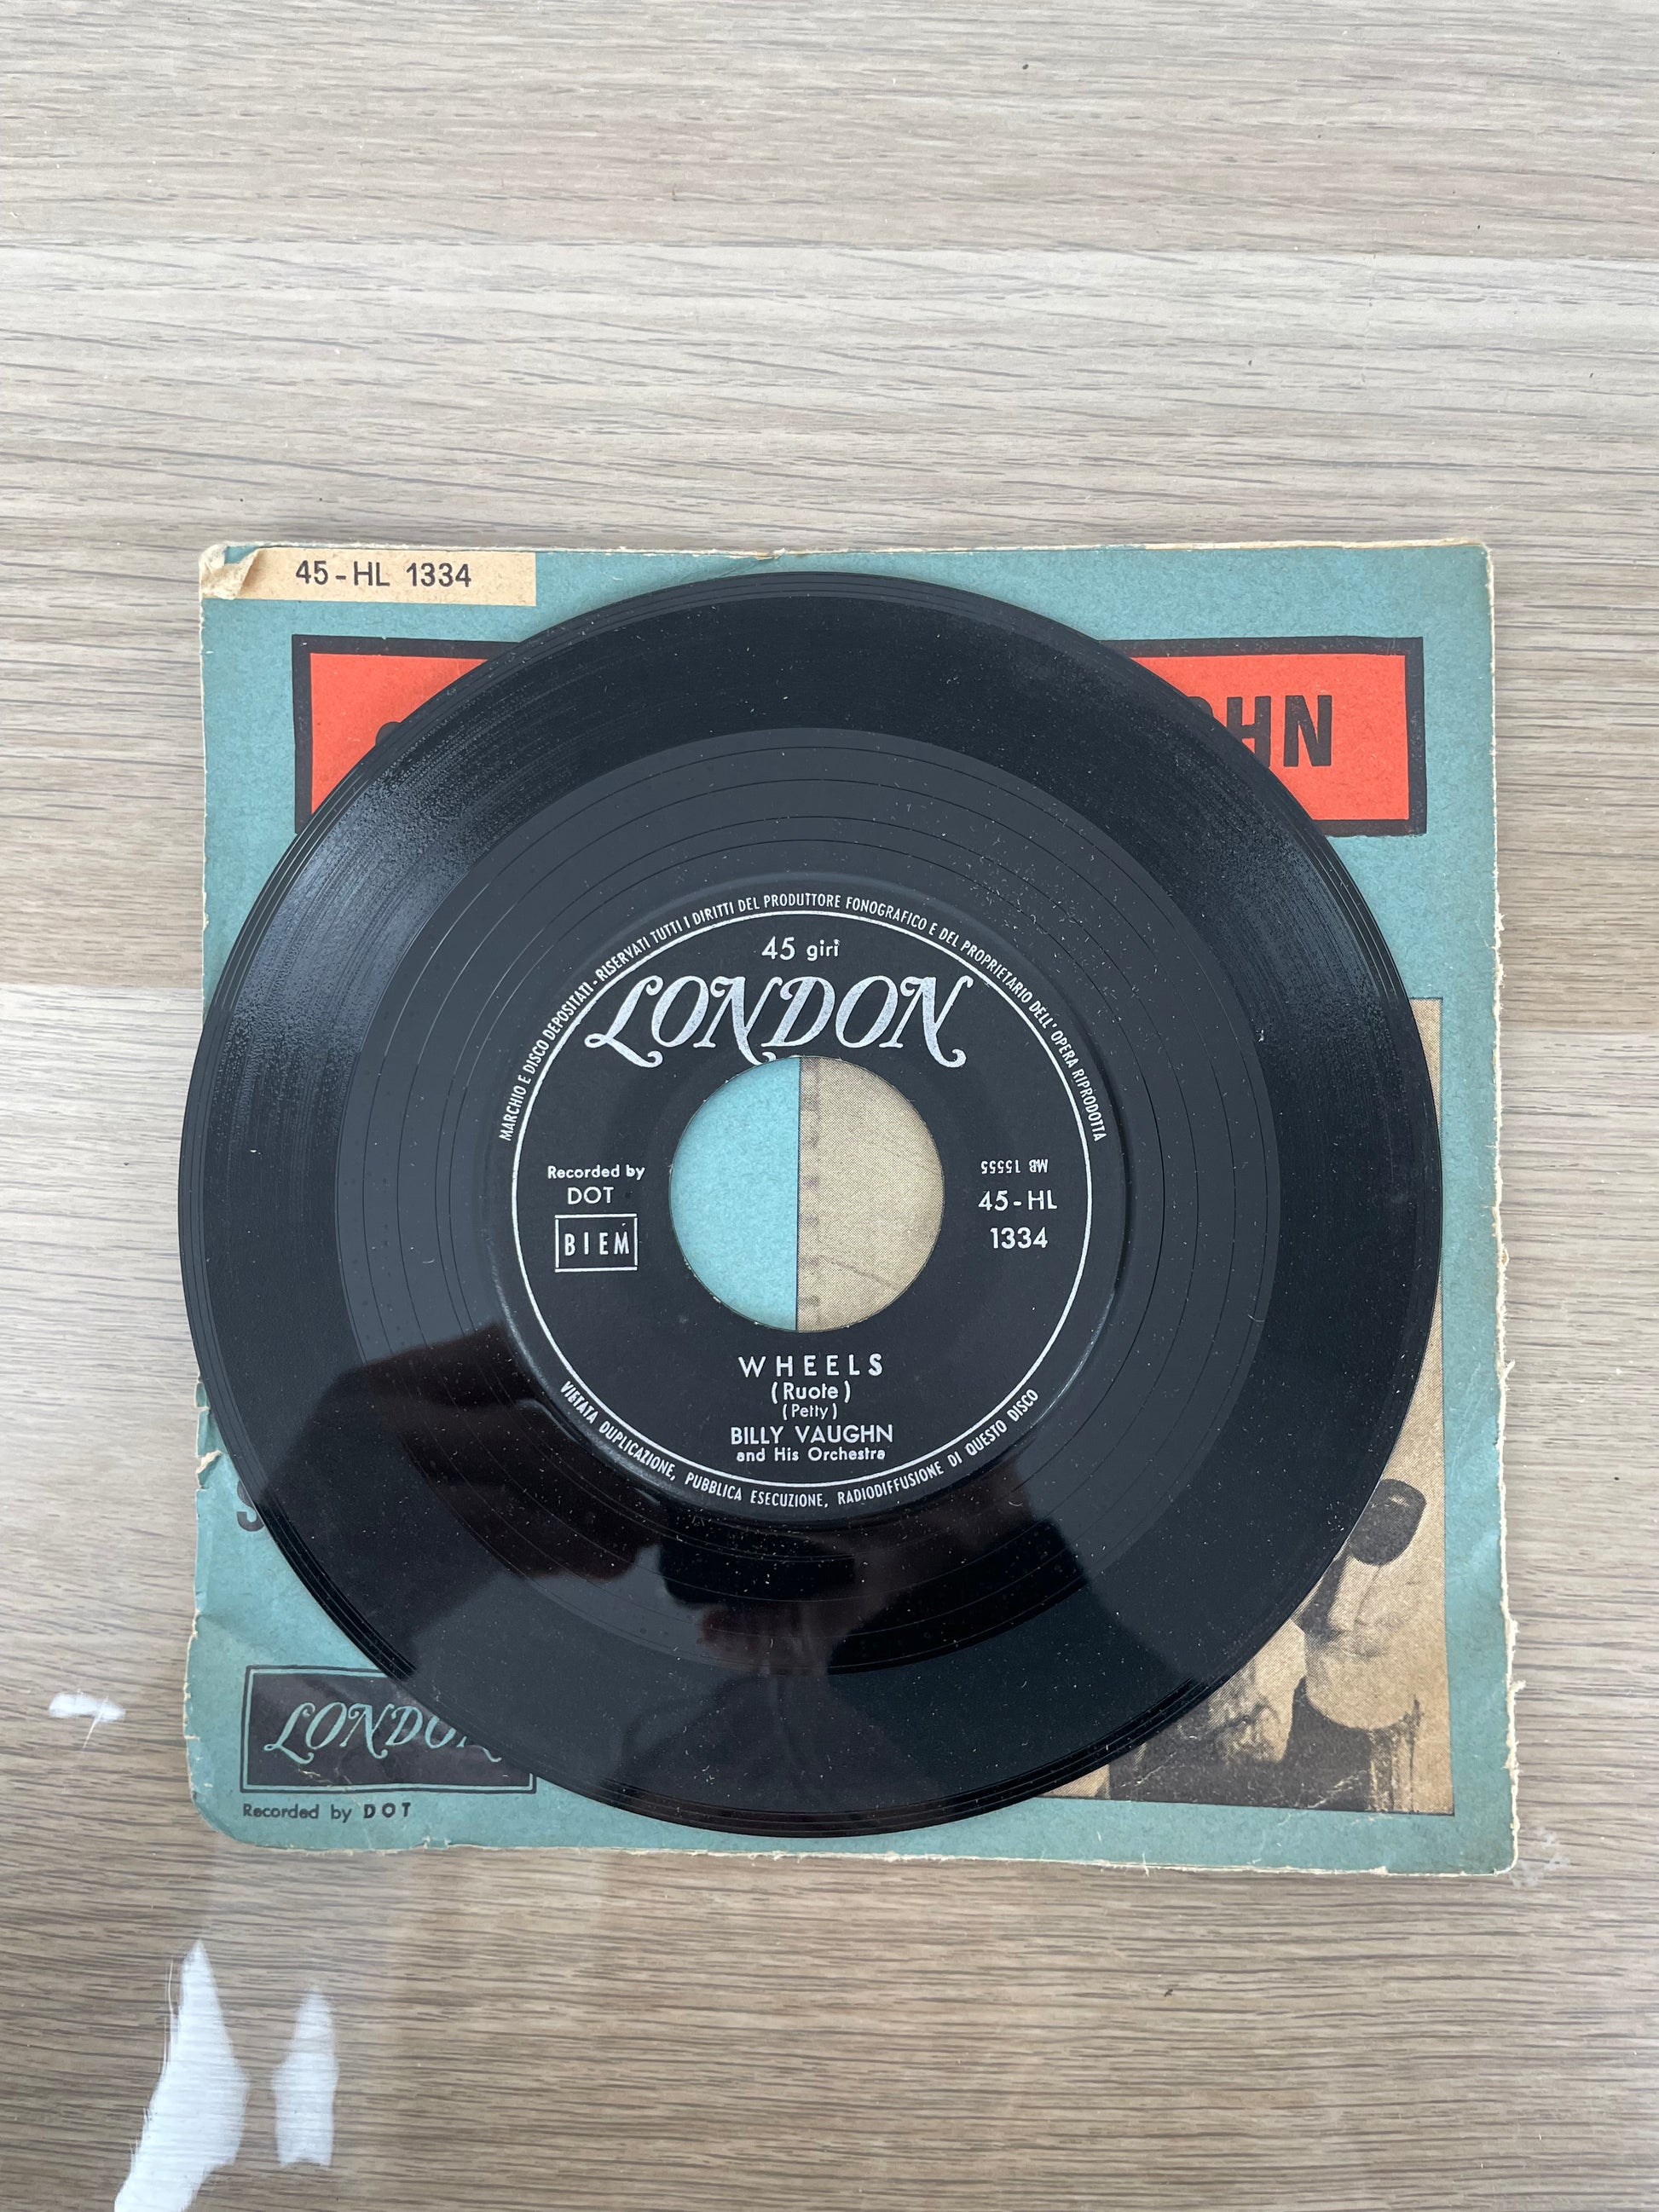 45-HL 1334
HN
MARCHIO E DISCO DEPOSITATI - RISERVATI TUTTI I DIRITTI DEL PRODUTTORE FONOGRAFICO E DEL PROPRIETARIO DELL'OPERA RIPRODOTTA
45 giri
LONDON
Recorded by
DOT
BIEM
MB 15555
45-HL
1334
WHEELS
(Ruote)
(Petty)
BILLY VAUGHN
and His Orchestra
VIETATA DUPLICAZIONE, PUBBLICA ESECUZIONE, RADIODIFFUSIONE DI QUESTO DISCO
S
LONDON
Recorded by DOT